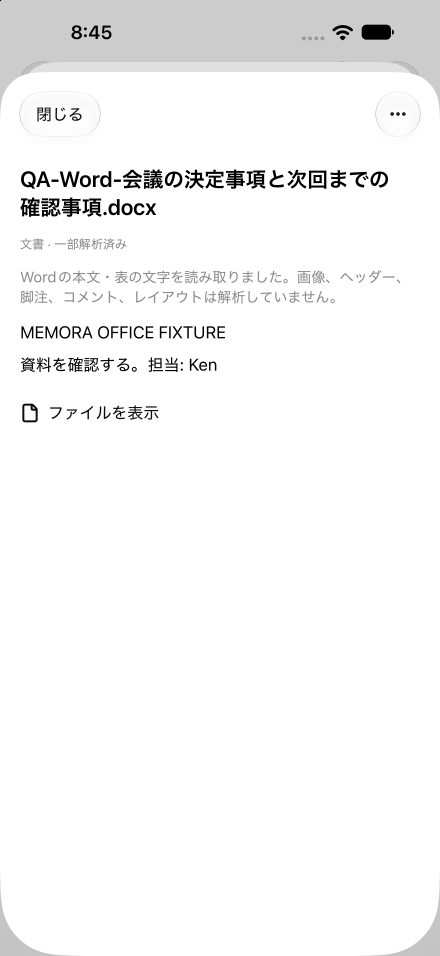 8:45
閉じる
QA-Word-会議の決定事項と次回までの
確認事項.docx
文書 · 一部解析済み
Wordの本文・表の文字を読み取りました。画像、ヘッダー、
脚注、コメント、レイアウトは解析していません。
MEMORA OFFICE FIXTURE
資料を確認する。担当: Ken
ファイルを表示